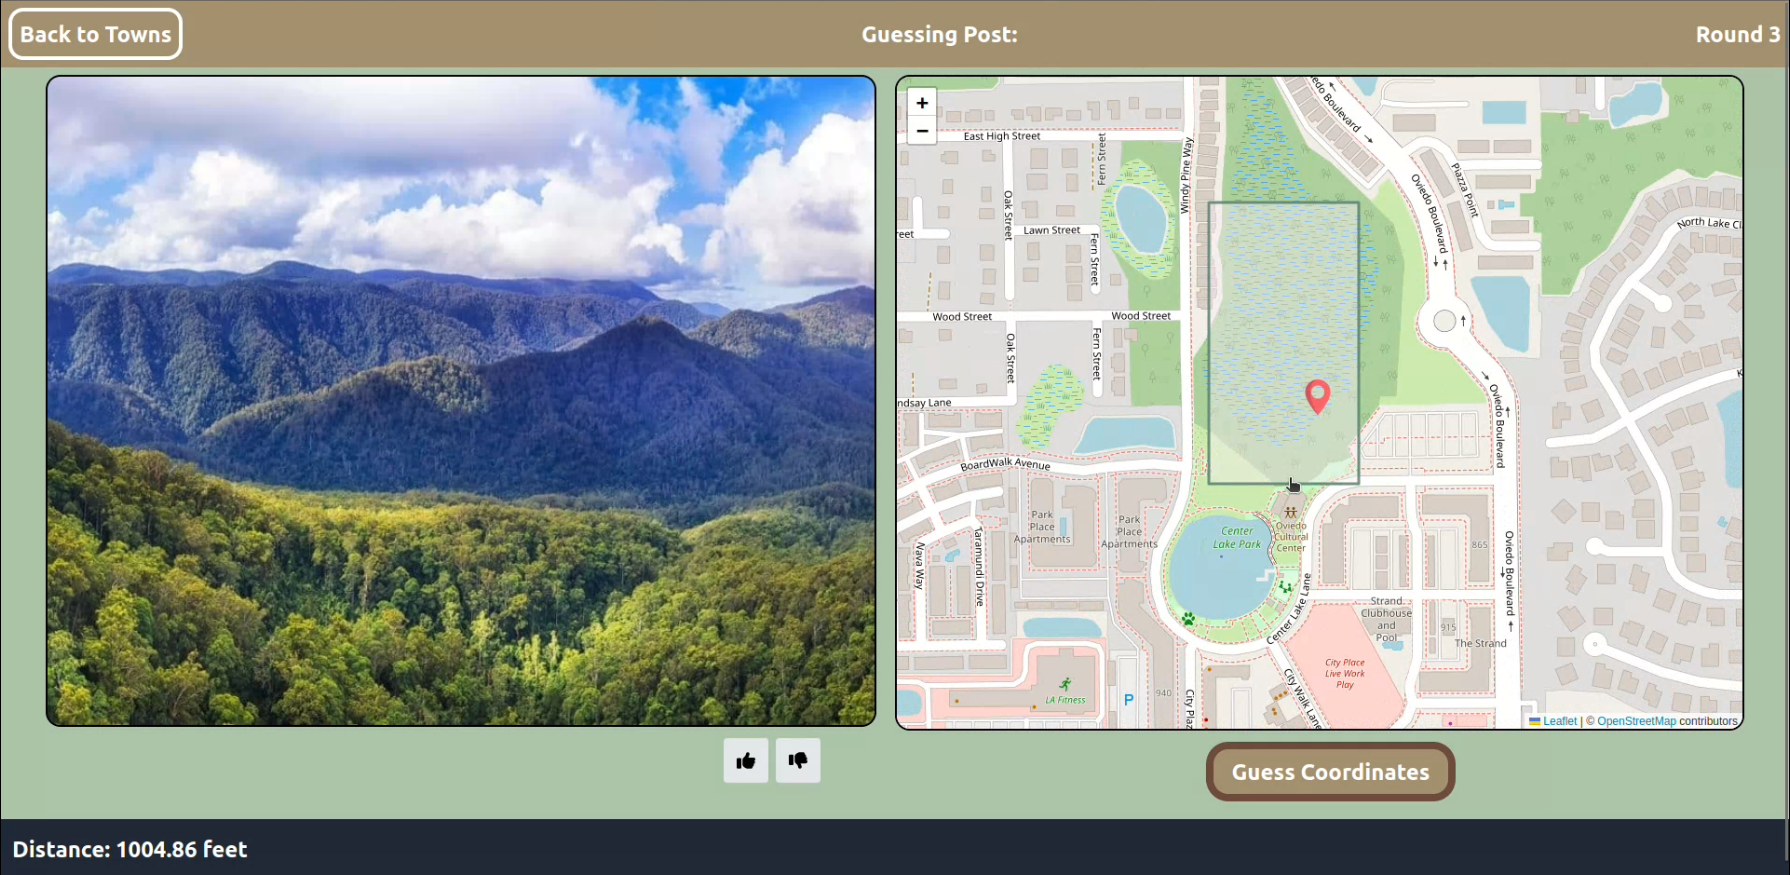 Back to Towns
Guessing Post:
Round 3
+
−
East High Street
Fern Street
Windy Pine Way
Oviedo Boulevard
Piazza Point
Oak Street
Lawn Street
Fern Street
Oviedo Boulevard
North Lake Cl
reet
Wood Street
Wood Street
Oak Street
Fern Street
ndsay Lane
K
Oviedo Boulevard
BoardWalk Avenue
Park
Place
Apartments
Park
Place
Apartments
Center
Lake Park
Oviedo
Cultural
Center
865
Nava Way
Taramundi Drive
Oviedo Boulevard
Center Lake Lane
Strand
Clubhouse
and
Pool
915
The Strand
City Place
Live Work
Play
LA Fitness
P
940
City Plaz
City Walk Lane
Leaflet | © OpenStreetMap contributors
Guess Coordinates
Distance: 1004.86 feet